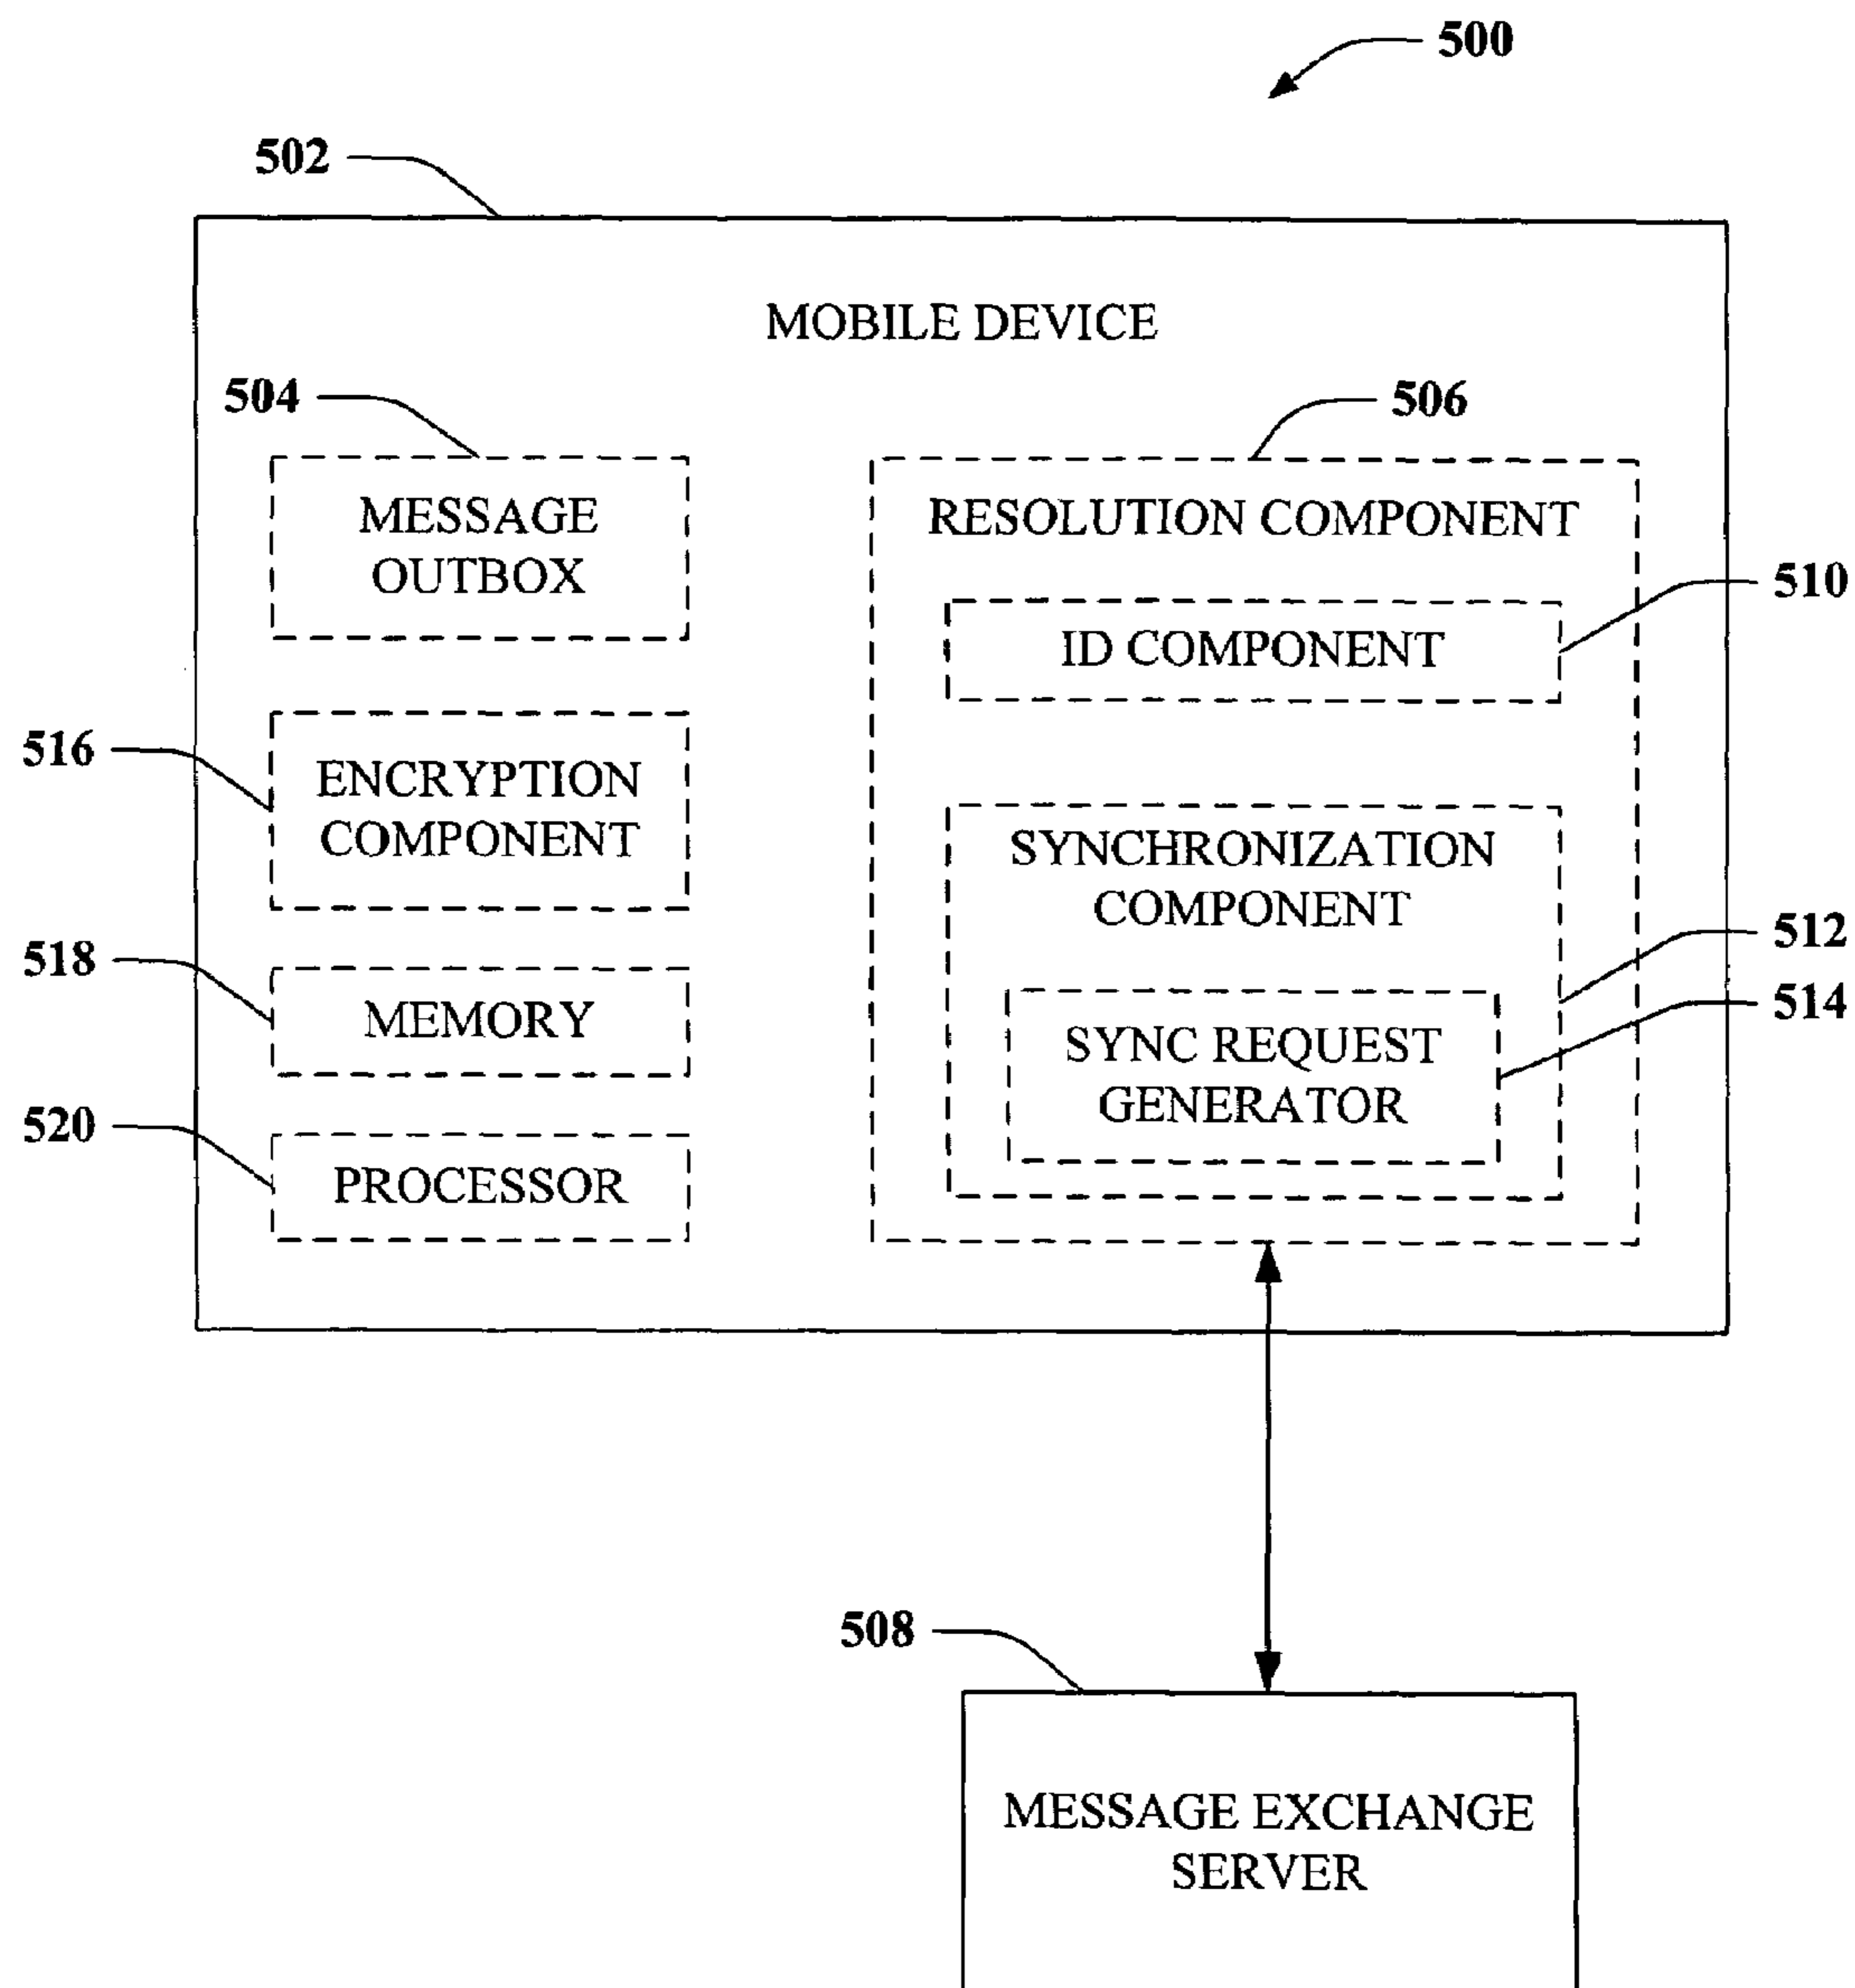 500
502
MOBILE DEVICE
504
506
MESSAGE
OUTBOX
RESOLUTION COMPONENT
510
ID COMPONENT
516
ENCRYPTION
COMPONENT
SYNCHRONIZATION
COMPONENT
512
518
MEMORY
514
SYNC REQUEST
GENERATOR
520
PROCESSOR
508
MESSAGE EXCHANGE
SERVER